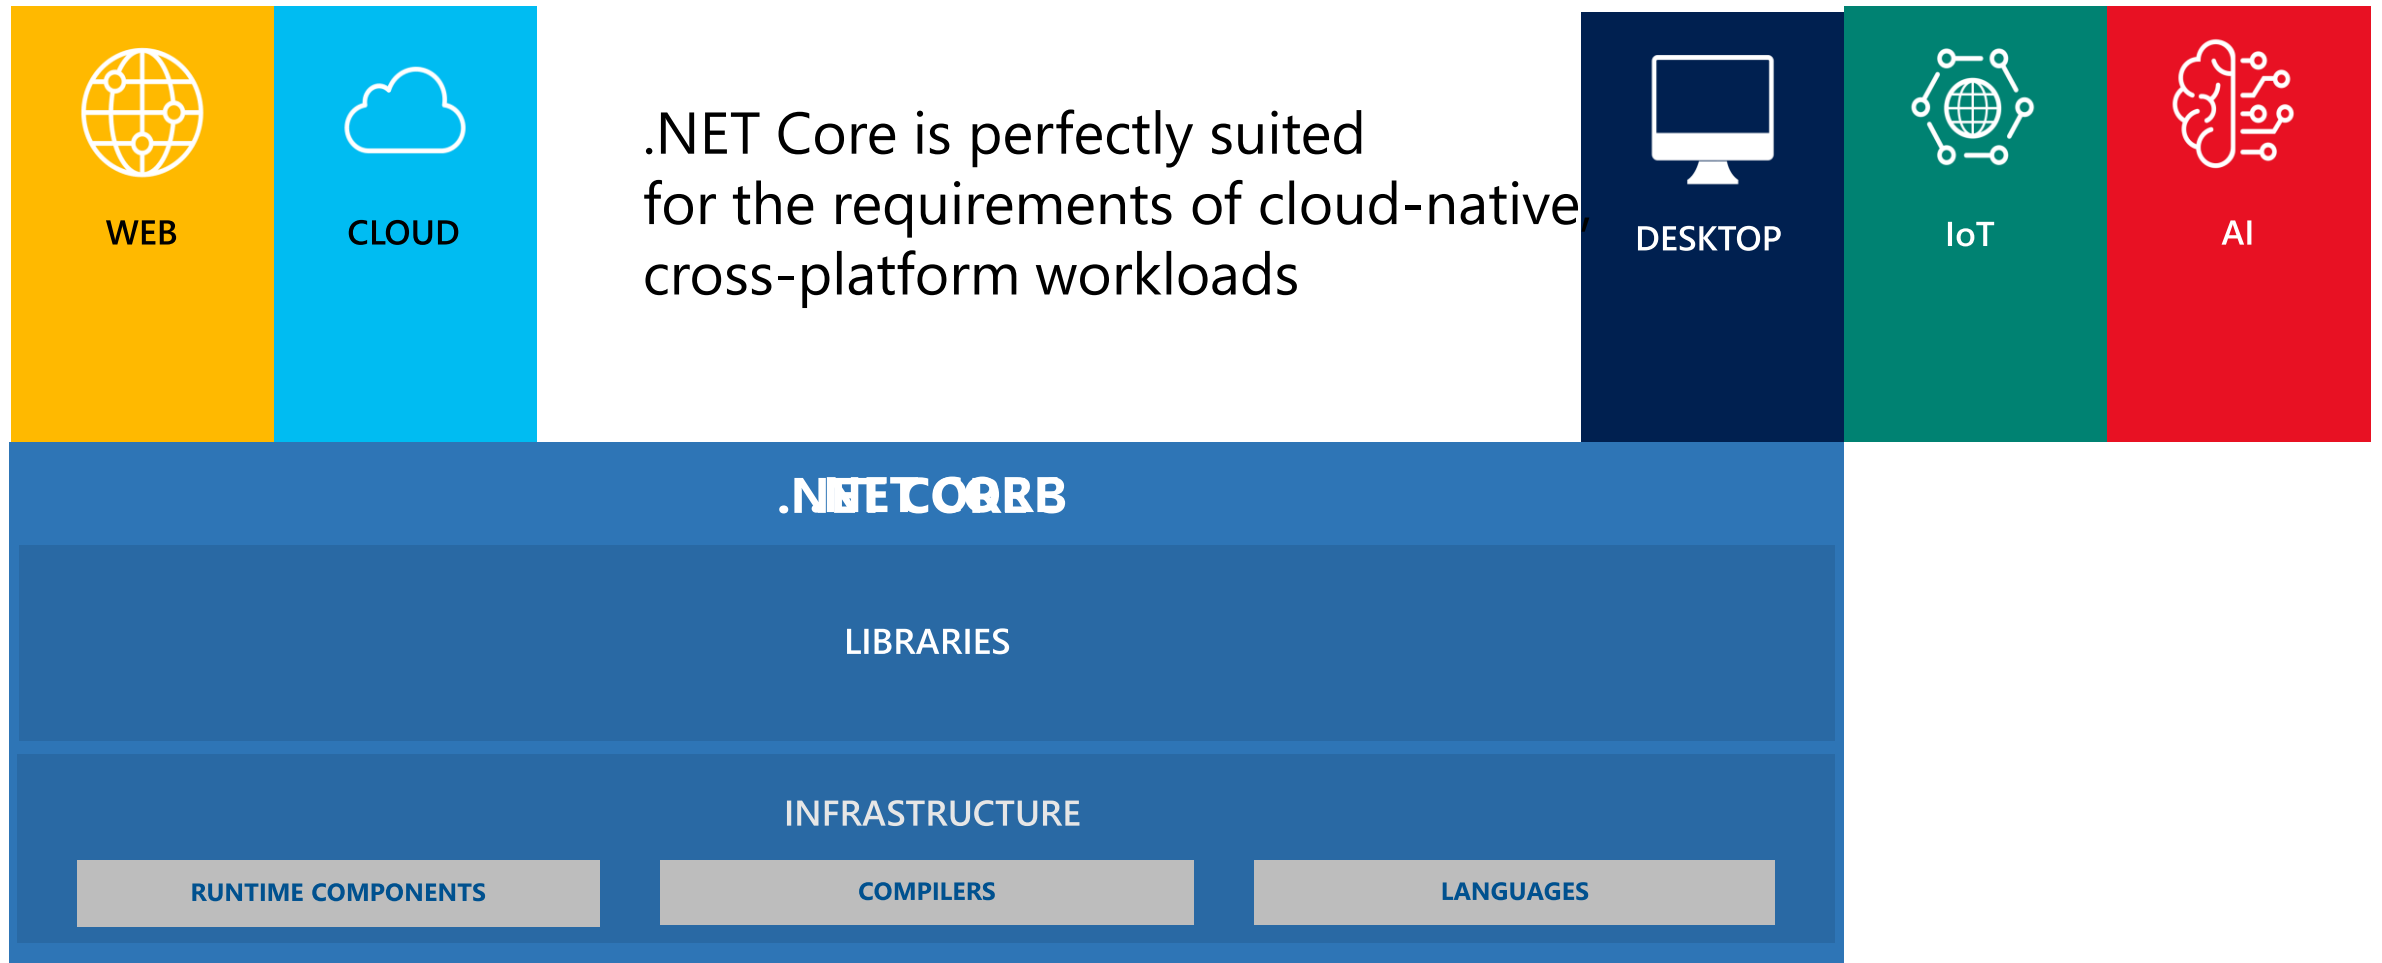 WEB
CLOUD
.NET Core is perfectly suited
for the requirements of cloud-native,
cross-platform workloads
DESKTOP
IoT
AI
LIBRARIES
INFRASTRUCTURE
RUNTIME COMPONENTS
COMPILERS
LANGUAGES